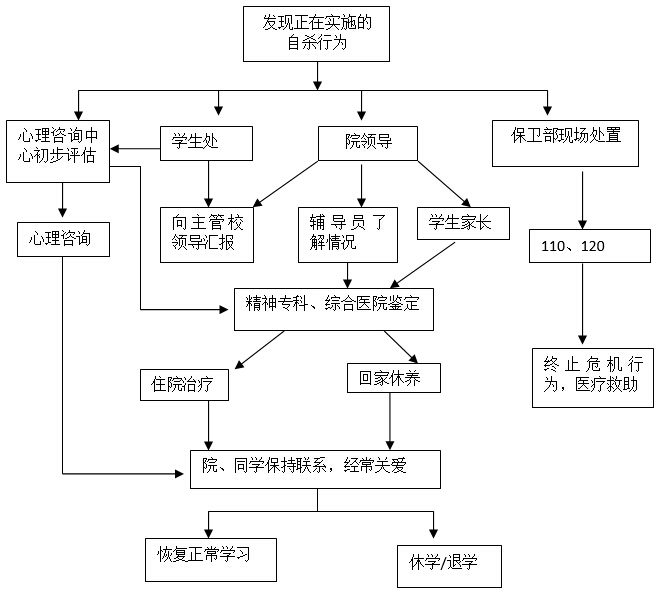 发现正在实施的
自杀行为
心理咨询中
心初步评估
学生处
院领导
保卫部现场处置
心理咨询
向主管校
领导汇报
辅导员了
解情况
学生家长
110、120
精神专科、综合医院鉴定
终止危机行
为，医疗救助
住院治疗
回家休养
院、同学保持联系，经常关爱
恢复正常学习
休学/退学